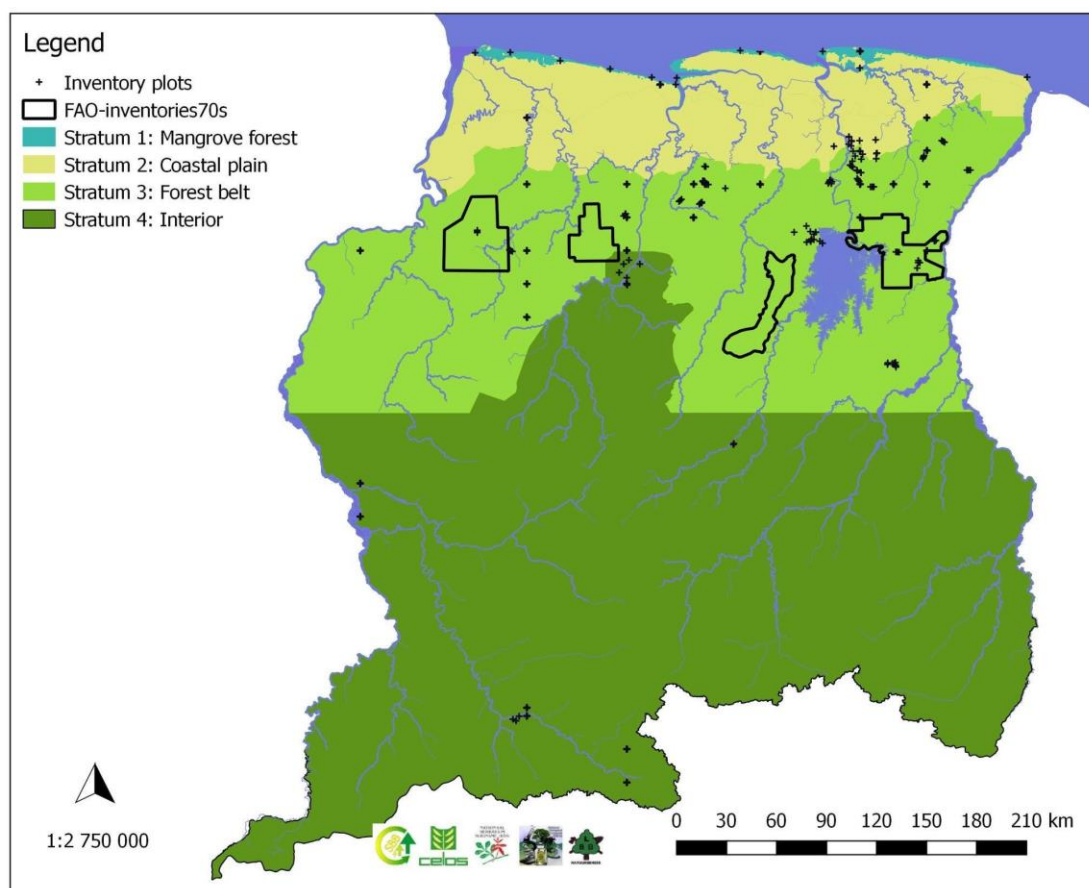 Legend
Inventory plots
FAO-inventories70s
Stratum 1: Mangrove forest
Stratum 2: Coastal plain
Stratum 3: Forest belt
Stratum 4: Interior
1:2 750 000
celos
0 30 60 90 120 150 180 210 km